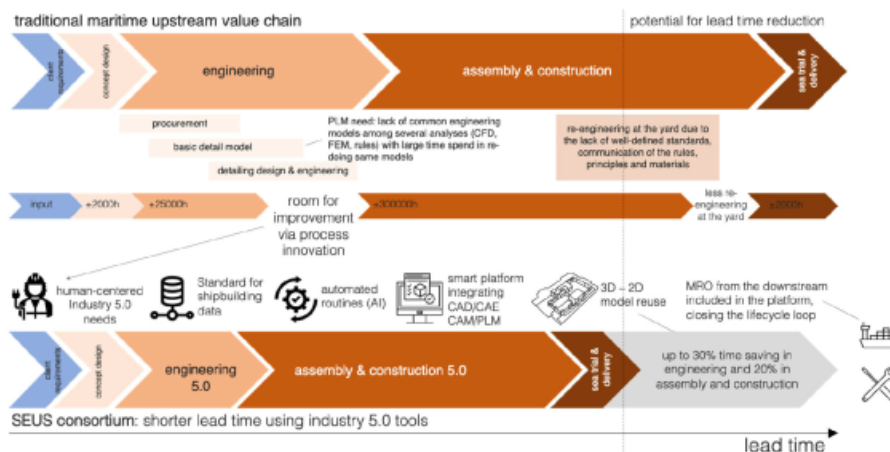 traditional maritime upstream value chain
potential for lead time reduction
client
requirements
concept design
engineering
assembly & construction
sea trial &
delivery
procurement
basic detail model
detailing design & engineering
PLM need: lack of common engineering
models among several analyses (CFD,
FEM, rules) with large time spend in re-
doing same models
re-engineering at the yard due to
the lack of well-defined standards,
communication of the rules,
principles and materials
input
±2000h
±25000h
room for
improvement
via process
innovation
±300000h
less re-
engineering
at the yard
±2000h
human-centered
Industry 5.0
needs
Standard for
shipbuilding
data
automated
routines (AI)
smart platform
integrating
CAD/CAE
CAM/PLM
3D – 2D
model reuse
MRO from the downstream
included in the platform,
closing the lifecycle loop
client
requirements
concept design
engineering
5.0
assembly & construction 5.0
sea trial &
delivery
up to 30% time saving in
engineering and 20% in
assembly and construction
SEUS consortium: shorter lead time using industry 5.0 tools
lead time